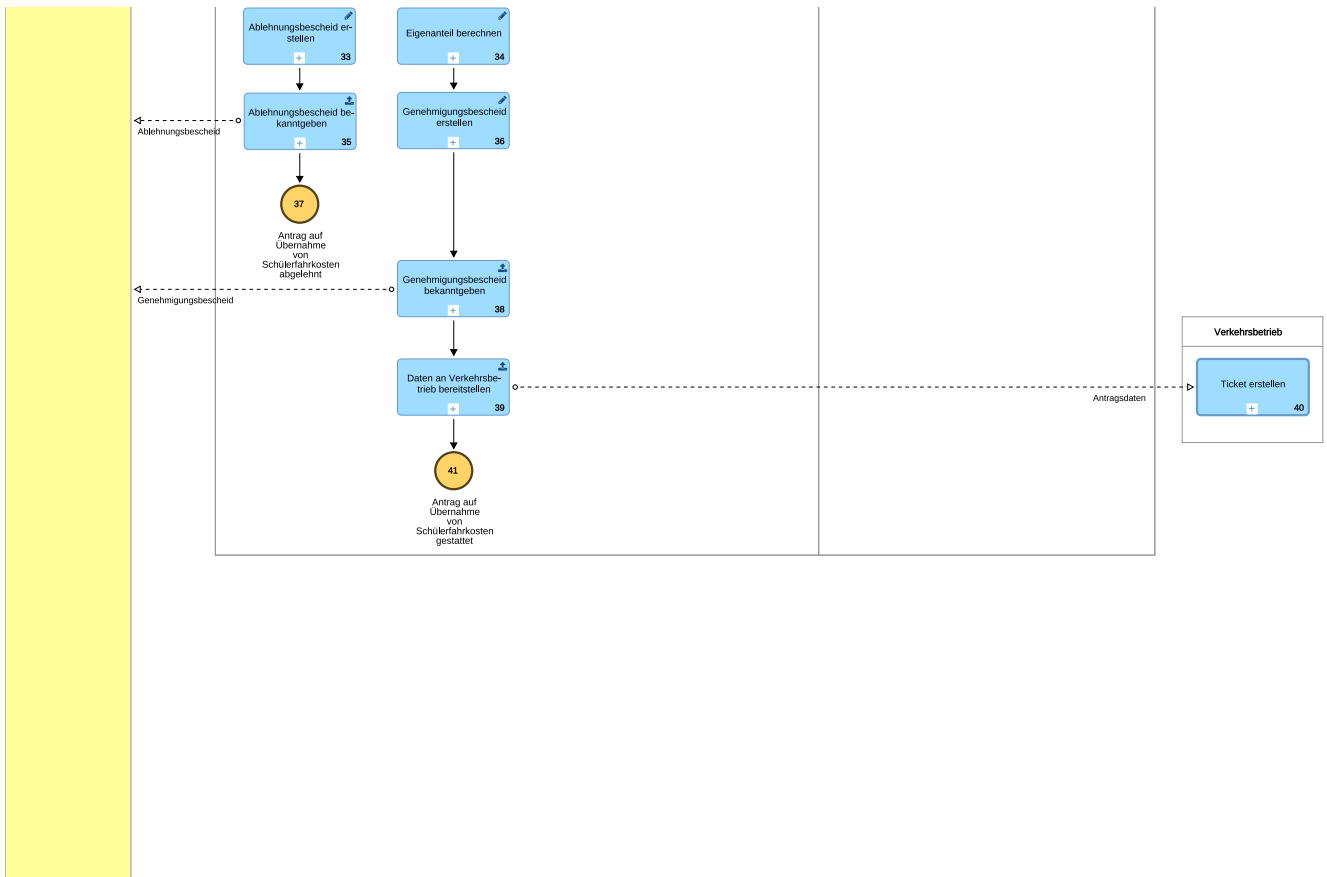 Ablehnungsbescheid er-
stellen
+
33
Eigenanteil berechnen
+
34
Ablehnungsbescheid be-
kanntgeben
+
35
Genehmigungsbescheid
erstellen
+
36
Ablehnungsbescheid
37
Antrag auf
Übernahme
von
Schülerfahrkosten
abgelehnt
Genehmigungsbescheid
bekanntgeben
+
38
Genehmigungsbescheid
Verkehrsbetrieb
Daten an Verkehrsbe-
trieb bereitstellen
+
39
Antragsdaten
Ticket erstellen
+
40
41
Antrag auf
Übernahme
von
Schülerfahrkosten
gestattet